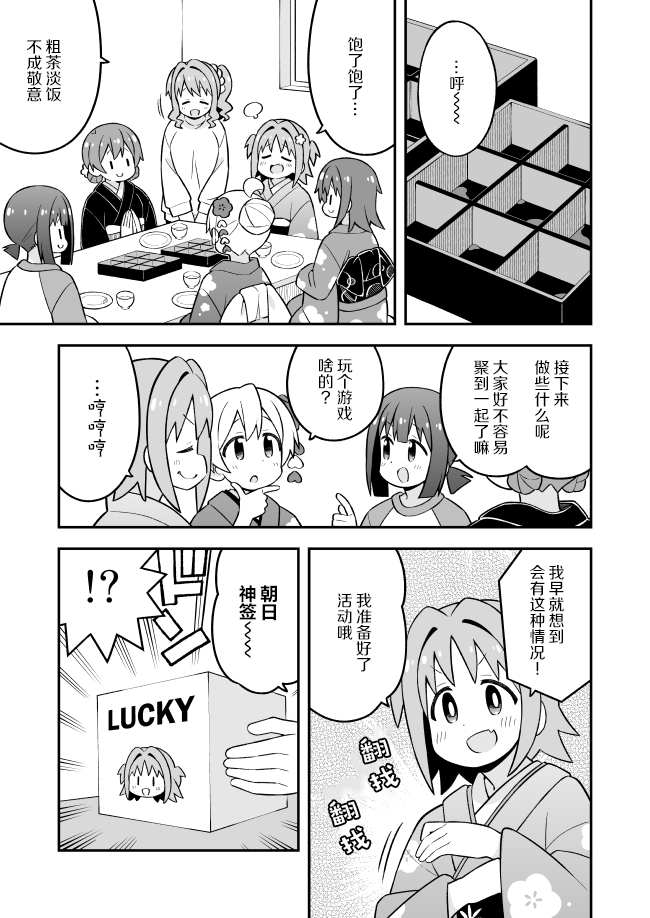 …呼～～
饱了饱了…
粗茶淡饭
不成敬意
接下来
做些什么呢
大家好不容易
聚到一起了嘛
玩个游戏
啥的？
…哼哼哼
我早就想到
会有这种情况！
我准备好了
活动哦
翻找
翻找
朝日
神签～～
!?
LUCKY